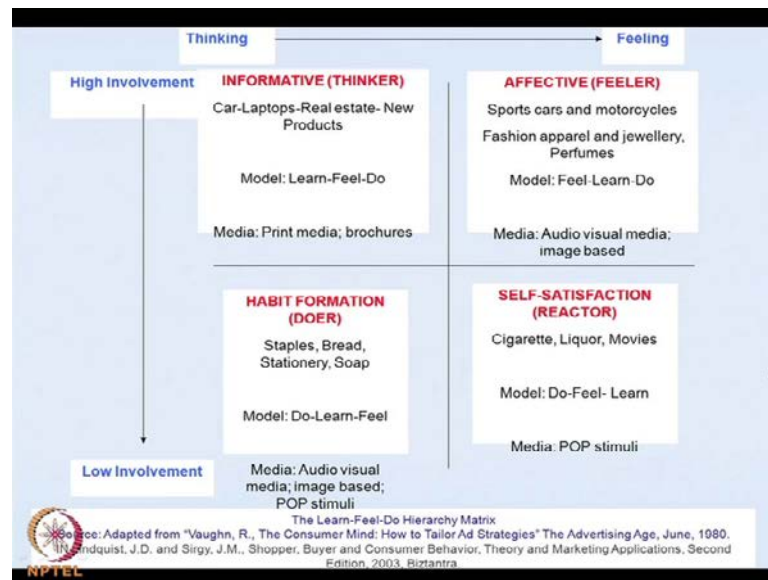 Thinking
Feeling
High Involvement
INFORMATIVE (THINKER)
Car-Laptops-Real estate- New
Products
Model: Learn-Feel-Do
Media: Print media; brochures
AFFECTIVE (FEELER)
Sports cars and motorcycles
Fashion apparel and jewellery,
Perfumes
Model: Feel-Learn-Do
Media: Audio visual media;
image based
HABIT FORMATION
(DOER)
Staples, Bread,
Stationery, Soap
Model: Do-Learn-Feel
Media: Audio visual
media; image based;
POP stimuli
SELF-SATISFACTION
(REACTOR)
Cigarette, Liquor, Movies
Model: Do-Feel- Learn
Media: POP stimuli
Low Involvement
The Learn-Feel-Do Hierarchy Matrix
Source: Adapted from "Vaughn, R., The Consumer Mind: How to Tailor Ad Strategies" The Advertising Age, June, 1980.
IN Lindquist, J.D. and Sirgy, J.M., Shopper, Buyer and Consumer Behavior, Theory and Marketing Applications, Second
Edition, 2003, Biztantra.
NPTEL